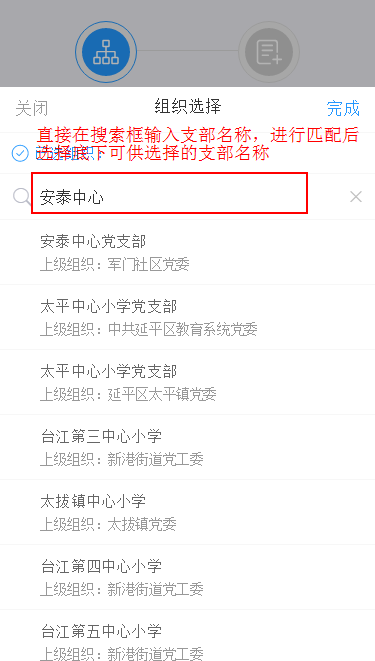 关闭
组织选择
完成
直接在搜索框输入支部名称，进行匹配后
选择底下可供选择的支部名称
安泰中心
安泰中心党支部
上级组织：军门社区党委
太平中心小学党支部
上级组织：中共延平区教育系统党委
太平中心小学党支部
上级组织：延平区太平镇党委
台江第三中心小学
上级组织：新港街道党工委
太拔镇中心小学
上级组织：太拔镇党委
台江第四中心小学
上级组织：新港街道党工委
台江第五中心小学
上级组织：新港街道党工委